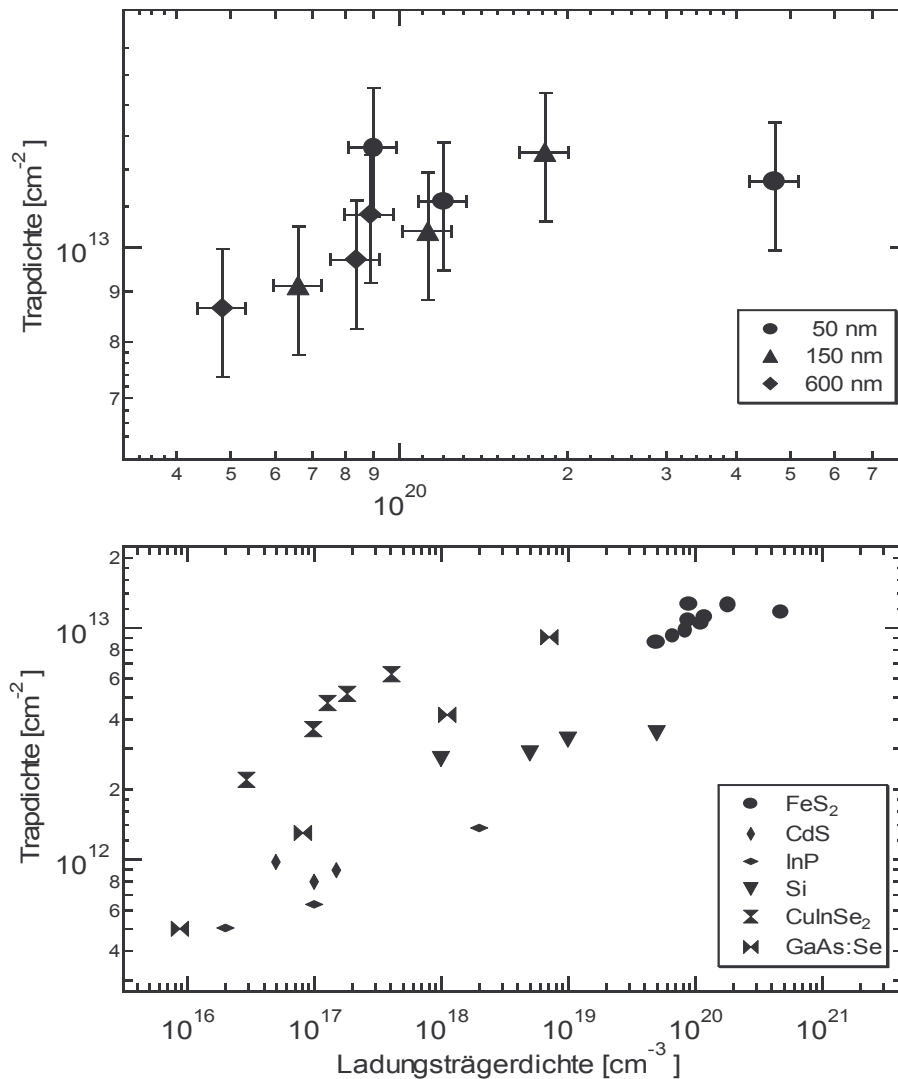 Trapdichte [cm-2]
10^13
9
8
7
50 nm
150 nm
600 nm
4 5 6 7 8 9 2 3 4 5 6 7
10^20
Trapdichte [cm-2]
2
10^13
8
6
4
2
10^12
8
6
4
FeS2
CdS
InP
Si
CuInSe2
GaAs:Se
10^16 10^17 10^18 10^19 10^20 10^21
Ladungsträgerdichte [cm-3]